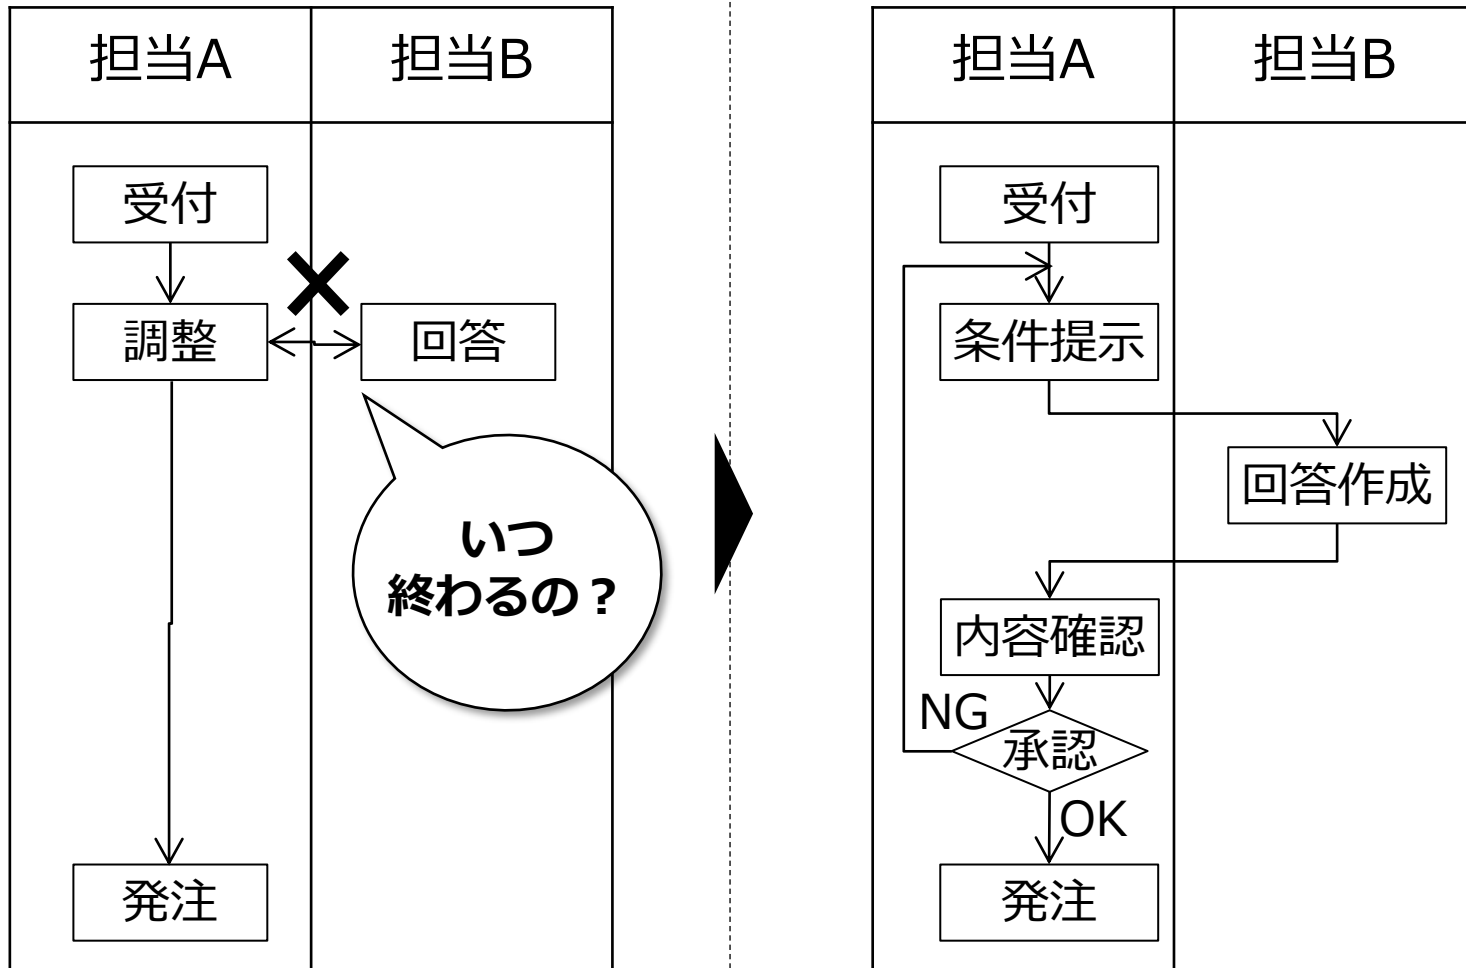 担当A
担当B
受付
調整
回答
いつ
終わるの？
発注
担当A
担当B
受付
条件提示
回答作成
内容確認
NG
承認
OK
発注